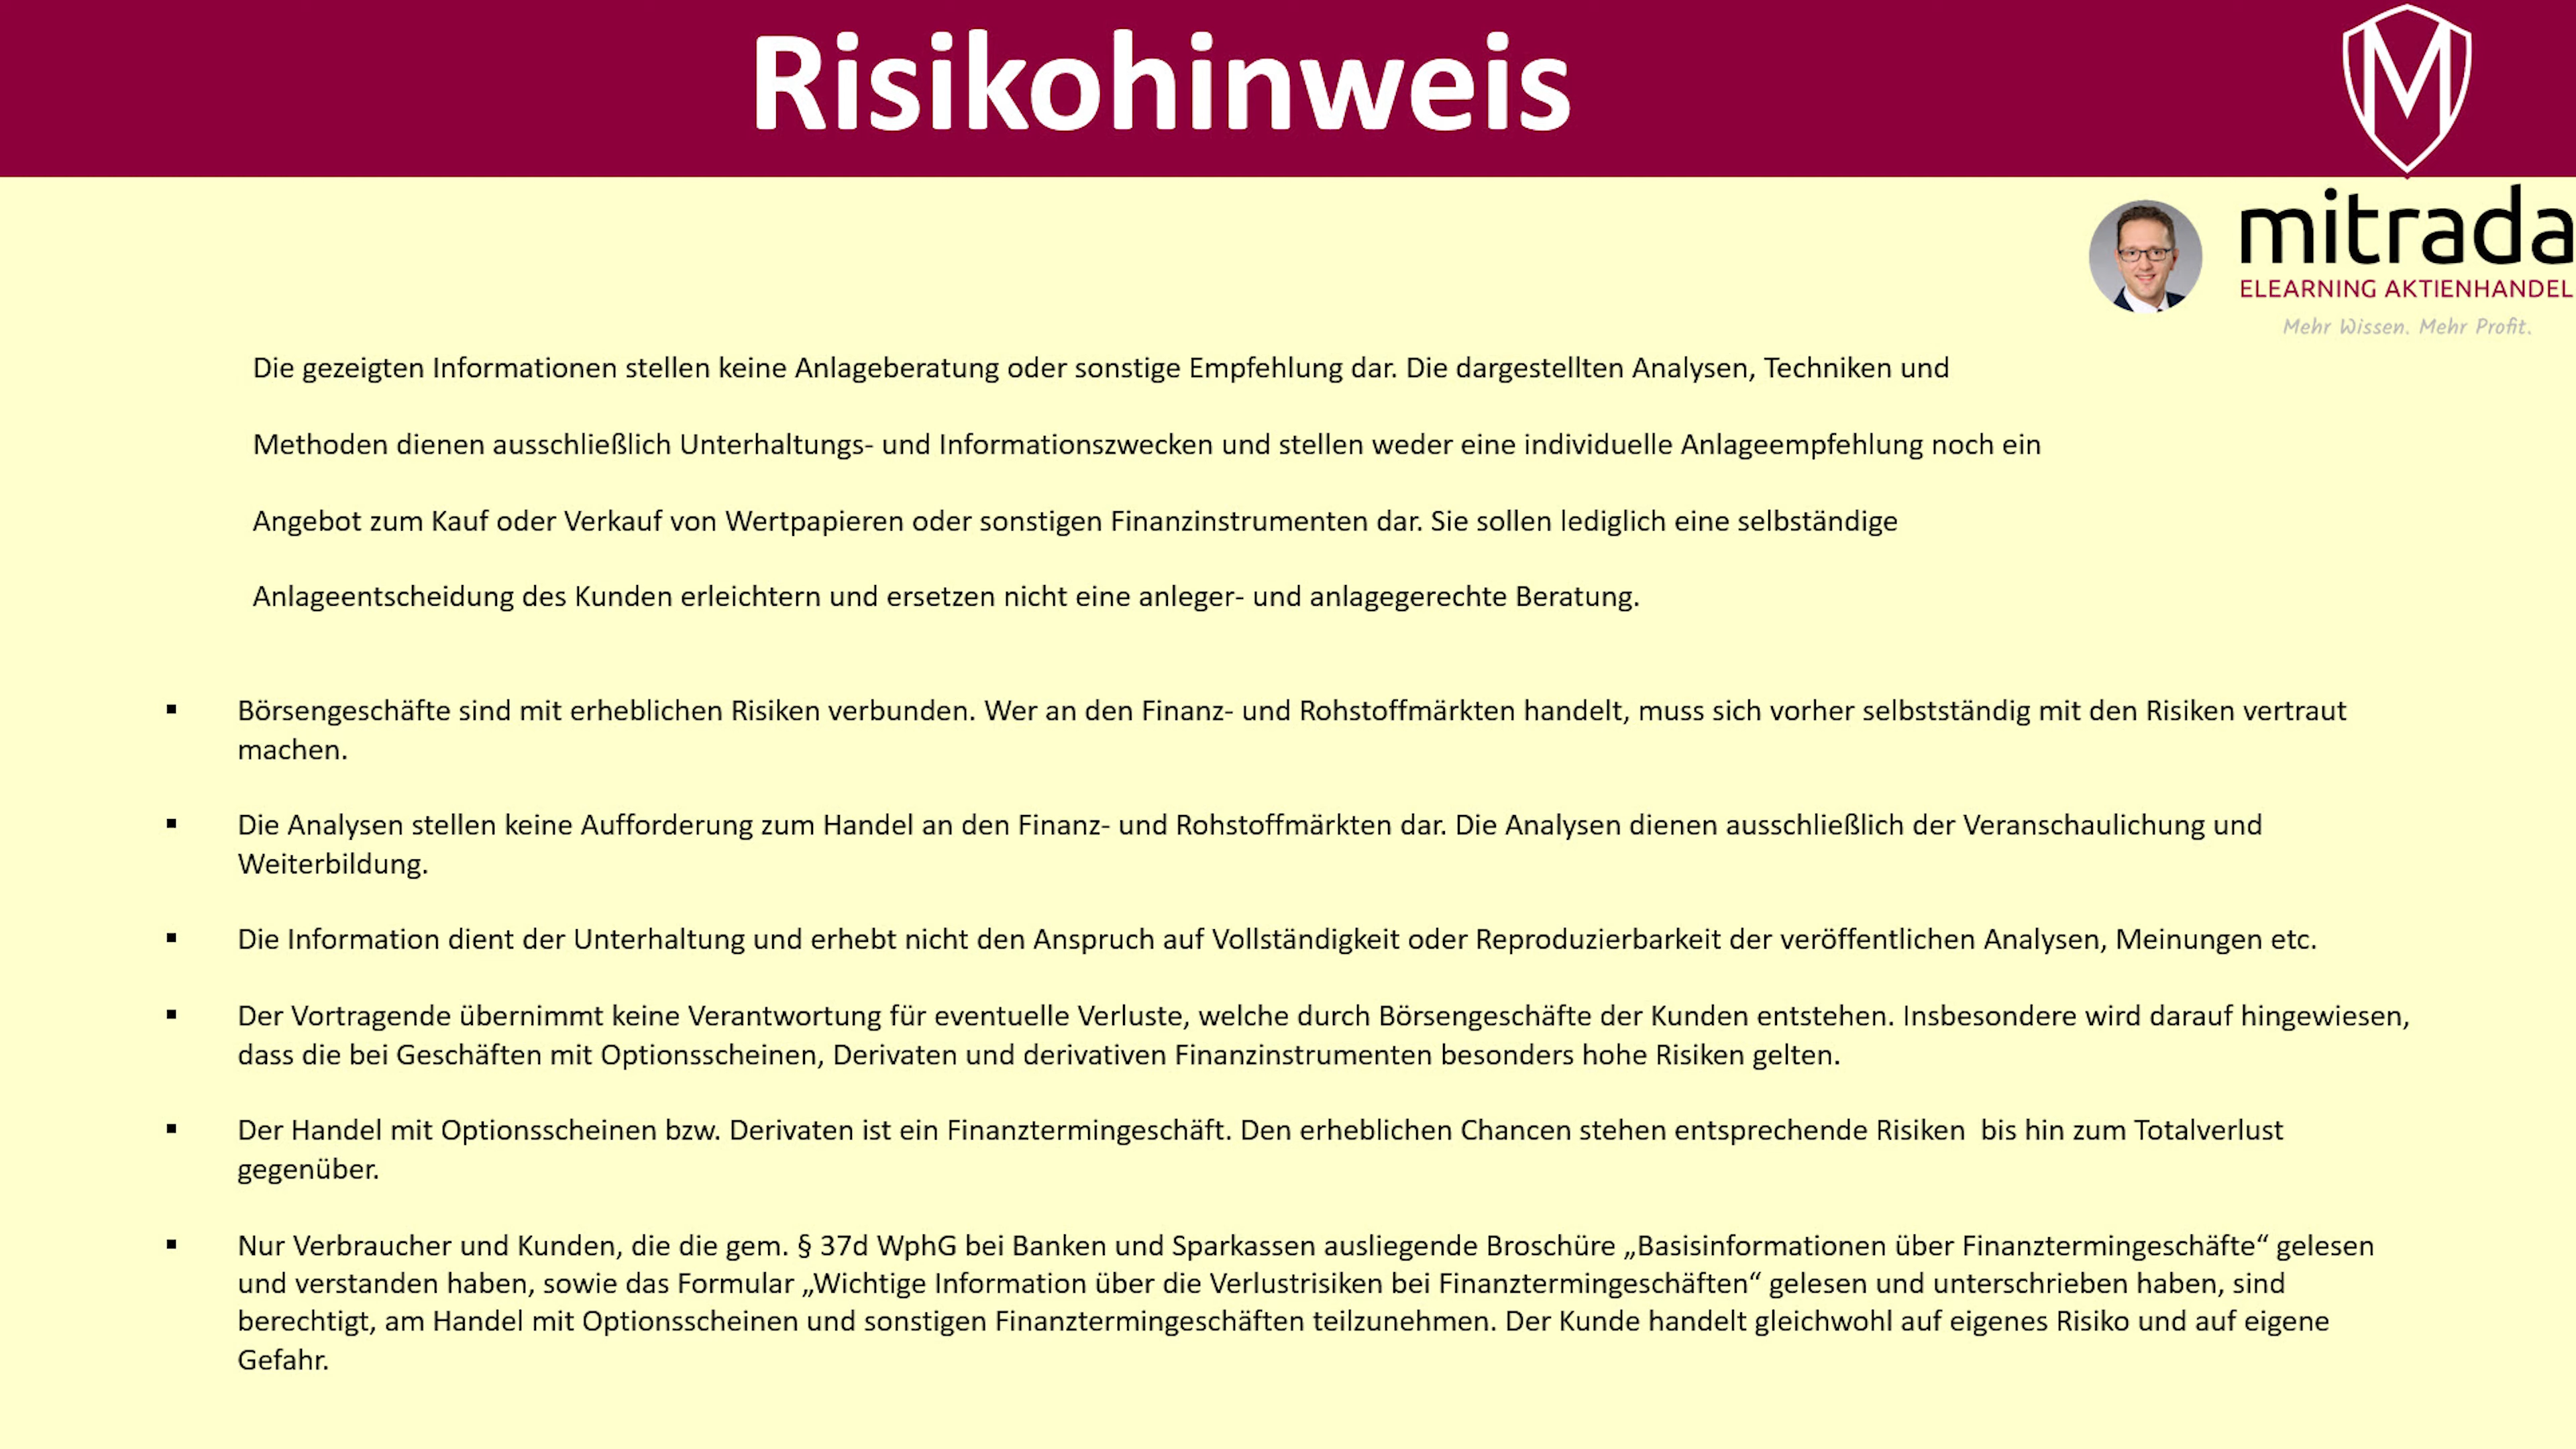 Risikohinweis
M
mitrada
ELEARNING AKTIENHANDEL
Mehr Wissen. Mehr Profit.
Die gezeigten Informationen stellen keine Anlageberatung oder sonstige Empfehlung dar. Die dargestellten Analysen, Techniken und
Methoden dienen ausschließlich Unterhaltungs- und Informationszwecken und stellen weder eine individuelle Anlageempfehlung noch ein
Angebot zum Kauf oder Verkauf von Wertpapieren oder sonstigen Finanzinstrumenten dar. Sie sollen lediglich eine selbständige
Anlageentscheidung des Kunden erleichtern und ersetzen nicht eine anleger- und anlagegerechte Beratung.
▪ Börsengeschäfte sind mit erheblichen Risiken verbunden. Wer an den Finanz- und Rohstoffmärkten handelt, muss sich vorher selbstständig mit den Risiken vertraut
machen.
▪ Die Analysen stellen keine Aufforderung zum Handel an den Finanz- und Rohstoffmärkten dar. Die Analysen dienen ausschließlich der Veranschaulichung und
Weiterbildung.
▪ Die Information dient der Unterhaltung und erhebt nicht den Anspruch auf Vollständigkeit oder Reproduzierbarkeit der veröffentlichen Analysen, Meinungen etc.
▪ Der Vortragende übernimmt keine Verantwortung für eventuelle Verluste, welche durch Börsengeschäfte der Kunden entstehen. Insbesondere wird darauf hingewiesen,
dass die bei Geschäften mit Optionsscheinen, Derivaten und derivativen Finanzinstrumenten besonders hohe Risiken gelten.
▪ Der Handel mit Optionsscheinen bzw. Derivaten ist ein Finanztermingeschäft. Den erheblichen Chancen stehen entsprechende Risiken  bis hin zum Totalverlust
gegenüber.
▪ Nur Verbraucher und Kunden, die die gem. § 37d WphG bei Banken und Sparkassen ausliegende Broschüre „Basisinformationen über Finanztermingeschäfte“ gelesen
und verstanden haben, sowie das Formular „Wichtige Information über die Verlustrisiken bei Finanztermingeschäften“ gelesen und unterschrieben haben, sind
berechtigt, am Handel mit Optionsscheinen und sonstigen Finanztermingeschäften teilzunehmen. Der Kunde handelt gleichwohl auf eigenes Risiko und auf eigene
Gefahr.